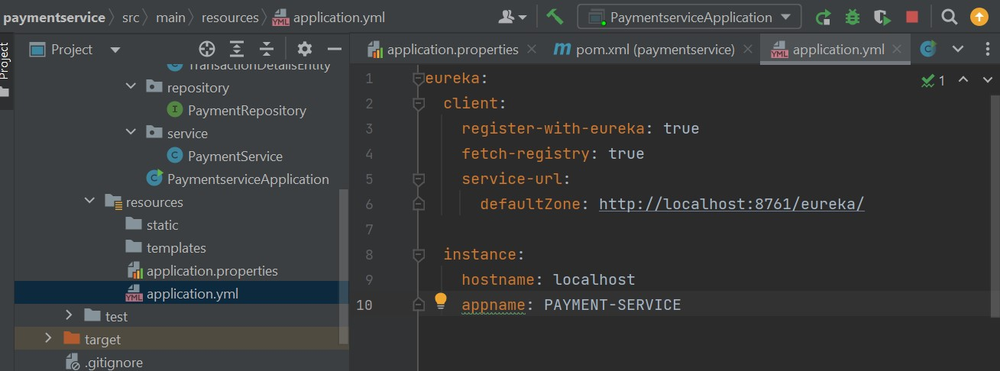 paymentservice src main resources application.yml PaymentserviceApplication
Project
Project
application.properties pom.xml (paymentservice) application.yml
TransactionDetailsEntity
repository
PaymentRepository
service
PaymentService
PaymentserviceApplication
resources
static
templates
application.properties
application.yml
test
target
.gitignore
1 eureka:
2 client:
3 register-with-eureka: true
4 fetch-registry: true
5 service-url:
6 defaultZone: http://localhost:8761/eureka/
7
8 instance:
9 hostname: localhost
10 appname: PAYMENT-SERVICE
1